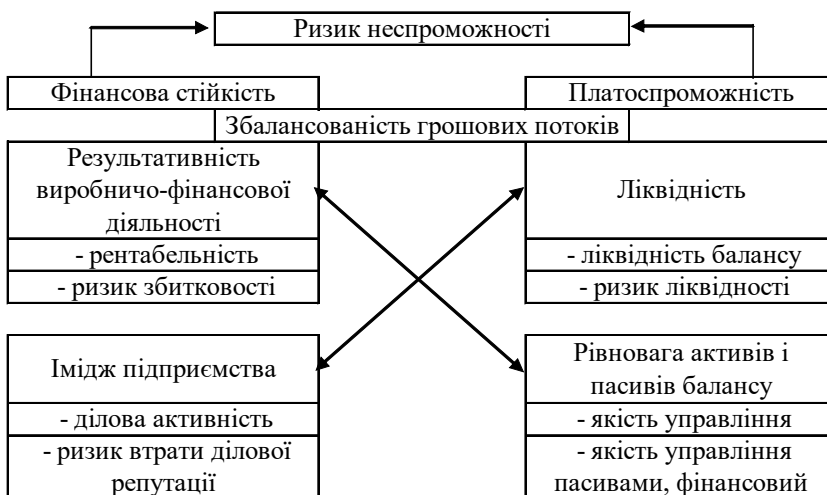 Ризик неспроможності
Фінансова стійкість
Платоспроможність
Збалансованість грошових потоків
Результативність
виробничо-фінансової
діяльності
- рентабельність
- ризик збитковості
Ліквідність
- ліквідність балансу
- ризик ліквідності
Імідж підприємства
- ділова активність
- ризик втрати ділової
репутації
Рівновага активів і
пасивів балансу
- якість управління
- якість управління
пасивами, фінансовий